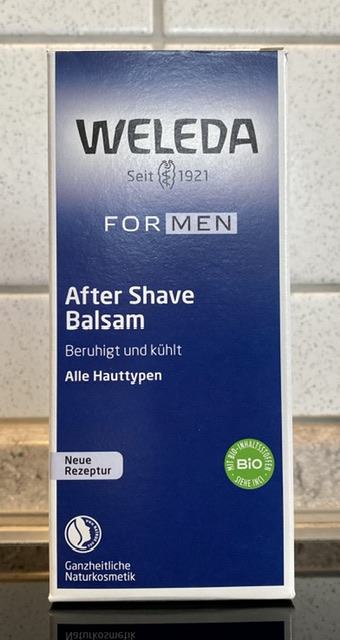 WELEDA
Seit 1921
FOR MEN
After Shave
Balsam
Beruhigt und kühlt
Alle Hauttypen
Neue
Rezeptur
MIT BIO-INHALTSSTOFFEN
BiO
SIEHE INCI
Ganzheitliche
Naturkosmetik
Naturkosmetik